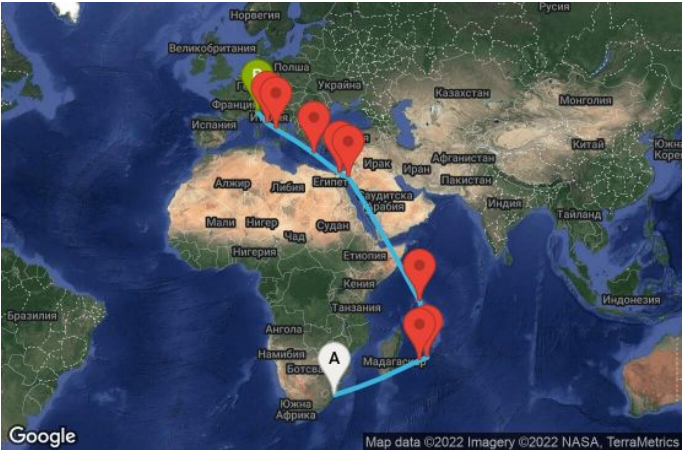 Норвегия
Русия
Великобритания
Полша
Украйна
Казахстан
Монголия
Испания
Китай
Ирак
Иран
Афганистан
Пакистан
Алжир
Либия
Египет
Саудитска
Арабия
Индия
Тайланд
Мали
Нигер
Чад
Судан
Нигерия
Етиопия
Кения
Индонезия
Танзания
Бразилия
Ангола
Намибия
Мадагаскар
A
Южна
Африка
Google
Map data ©2022 Imagery ©2022 NASA, TerraMetrics